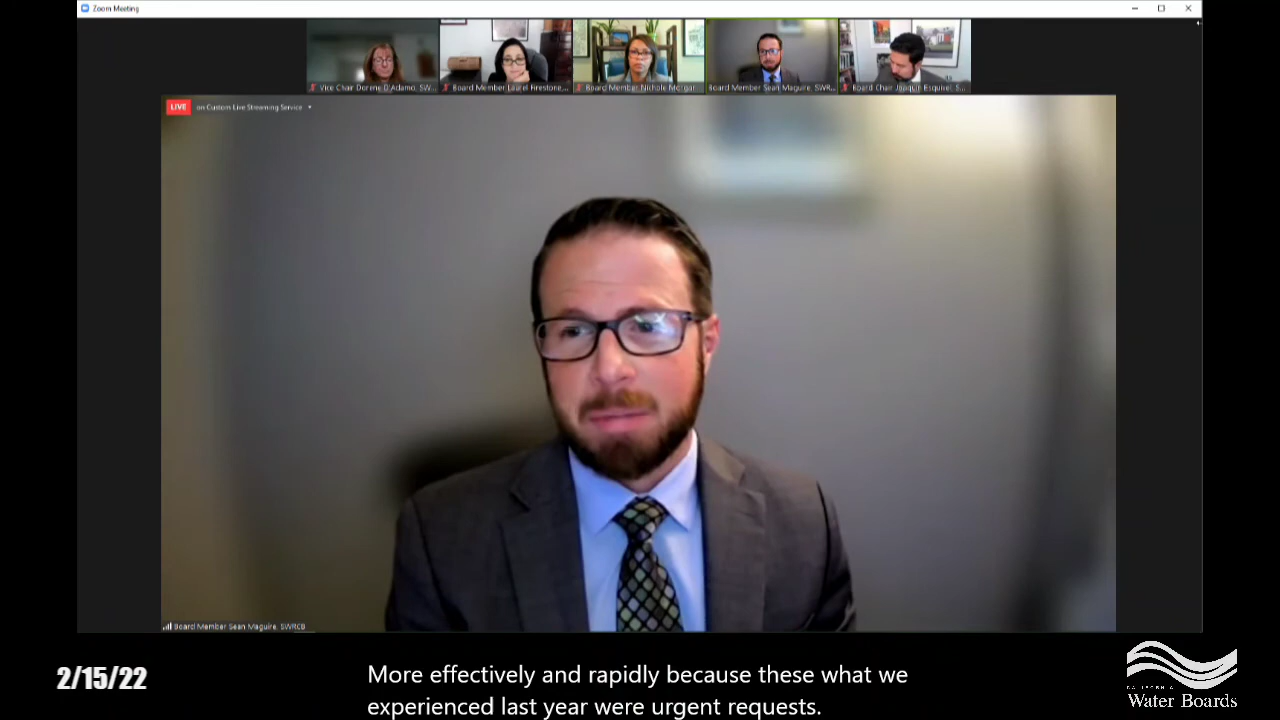 Zoom Meeting
Vice Chair Dorene D'Adamo, SW...
Board Member Laurel Firestone,...
Board Member Nichole Morgan
Board Member Sean Maguire, SWR...
Board Chair Joaquin Esquivel, S...
LIVE
on Custom Live Streaming Service
Board Member Sean Maguire, SWRCB
2/15/22
More effectively and rapidly because these what we
experienced last year were urgent requests.
CALIFORNIA
Water Boards